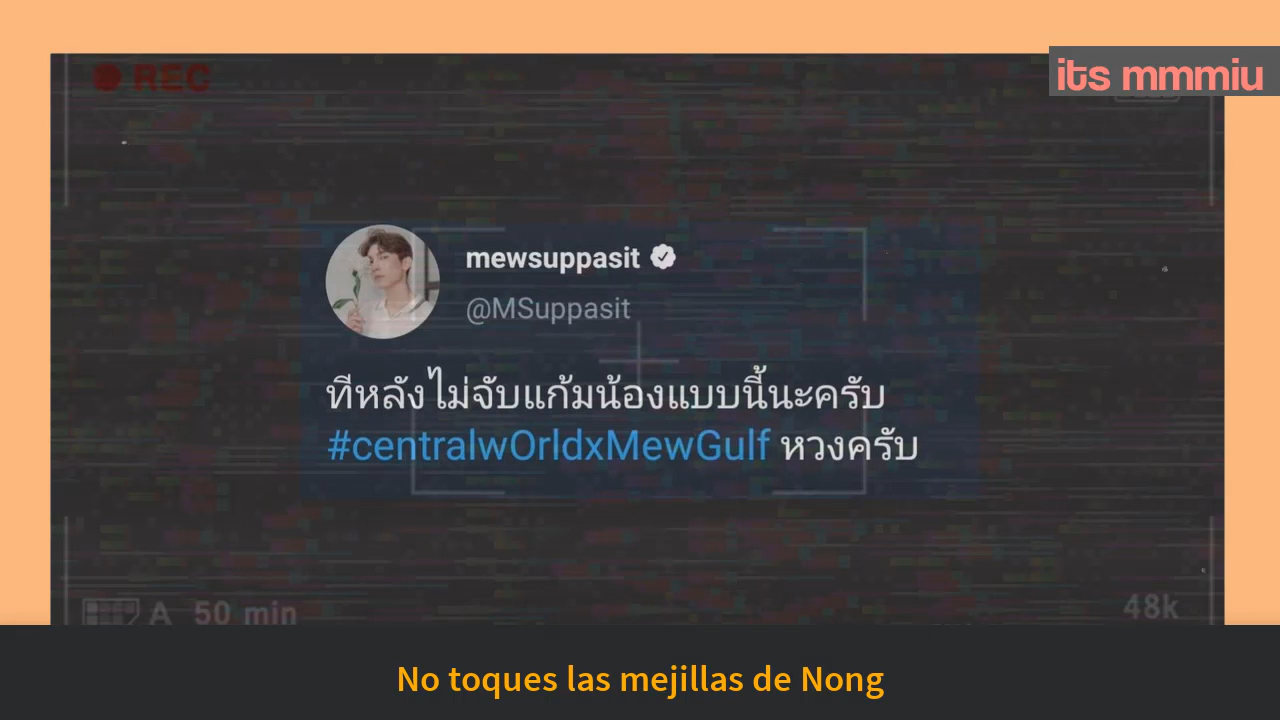 REC
its mmmiu
mewsuppasit
@MSuppasit
ทีหลังไม่จับแก้มน้องแบบนี้นะครับ
#centralwOrldxMewGulf หวงครับ
A 50 min
48k
No toques las mejillas de Nong